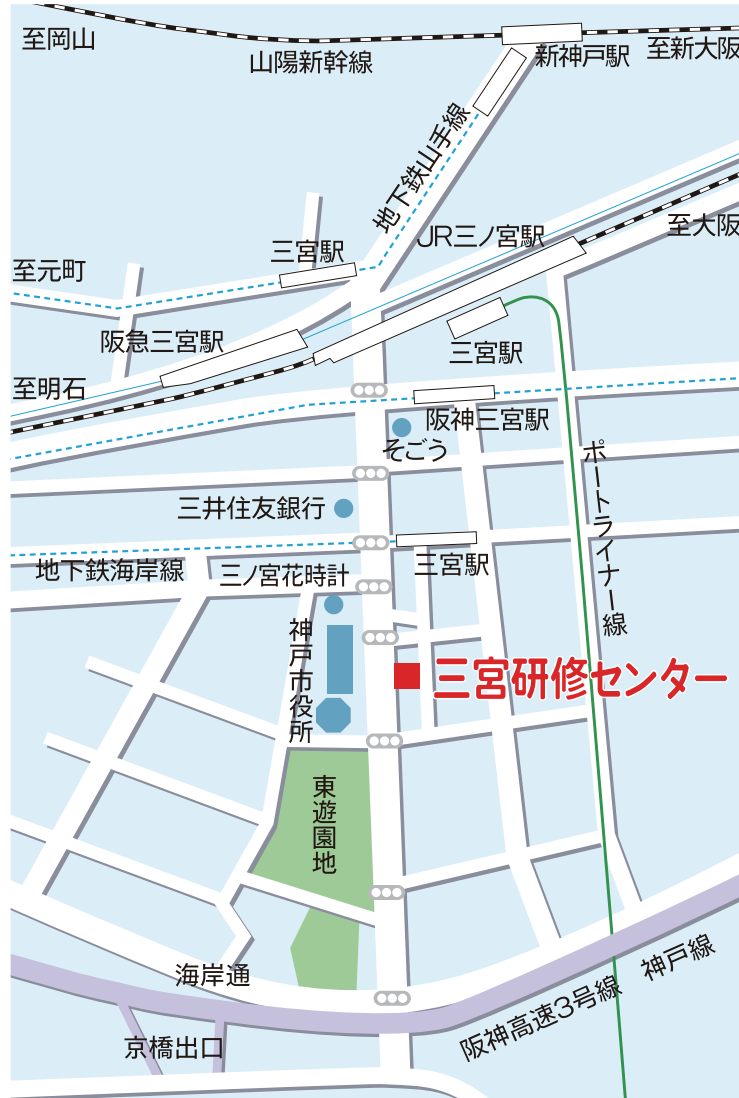 至岡山
山陽新幹線
新神戸駅
至新大阪
地下鉄山手線
JR三ノ宮駅
至大阪
三宮駅
至元町
阪急三宮駅
三宮駅
至明石
阪神三宮駅
そごう
ポートライナー線
三井住友銀行
地下鉄海岸線
三ノ宮花時計
三宮駅
神戸市役所
三宮研修センター
東遊園地
海岸通
神戸線
阪神高速3号線
京橋出口